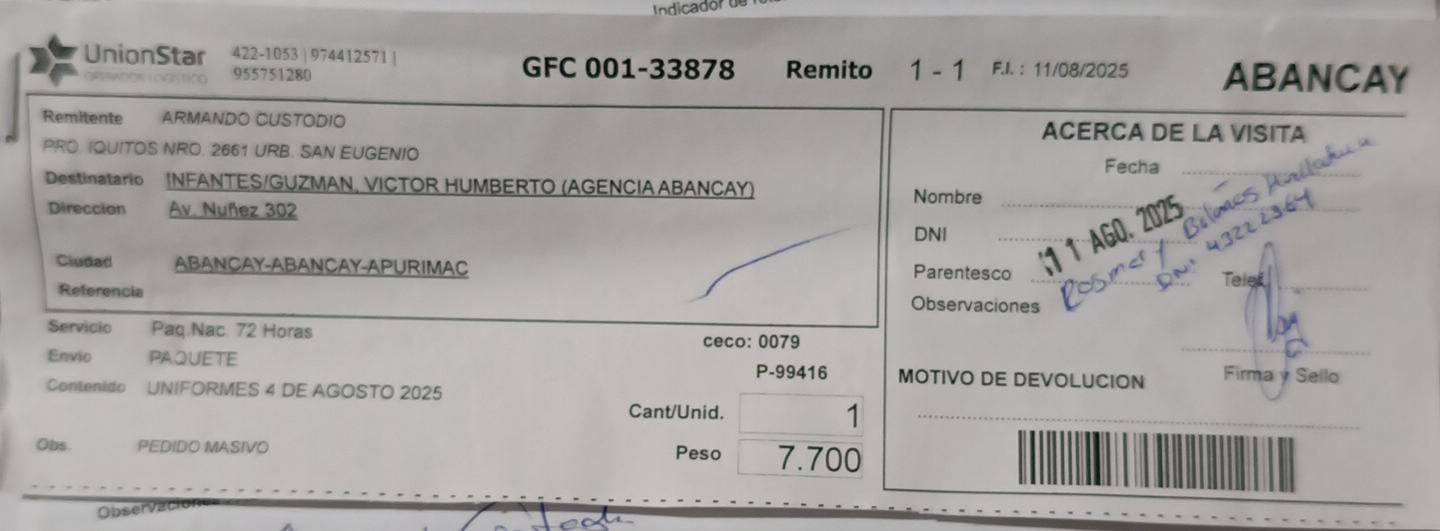 Indicador de
UnionStar
OPERADOR LOGISTICO
422-1053 | 974412571 |
955751280
GFC 001-33878
Remito
1 - 1
F.I. : 11/08/2025
ABANCAY
Remitente ARMANDO CUSTODIO
PRO. IQUITOS NRO. 2661 URB. SAN EUGENIO
Destinatario INFANTES/GUZMAN, VICTOR HUMBERTO (AGENCIA ABANCAY)
Direccion Av. Nuñez 302
Ciudad ABANCAY-ABANCAY-APURIMAC
Referencia
Servicio Paq.Nac. 72 Horas
Envio PAQUETE
Contenido UNIFORMES 4 DE AGOSTO 2025
Obs. PEDIDO MASIVO
ceco: 0079
P-99416
Cant/Unid. 1
Peso 7.700
ACERCA DE LA VISITA
Fecha
Nombre
DNI
Parentesco
11 AGO. 2025
Rosmery
DNI 43222364
Telef
Observaciones
Firma y Sello
MOTIVO DE DEVOLUCION
Observaciones